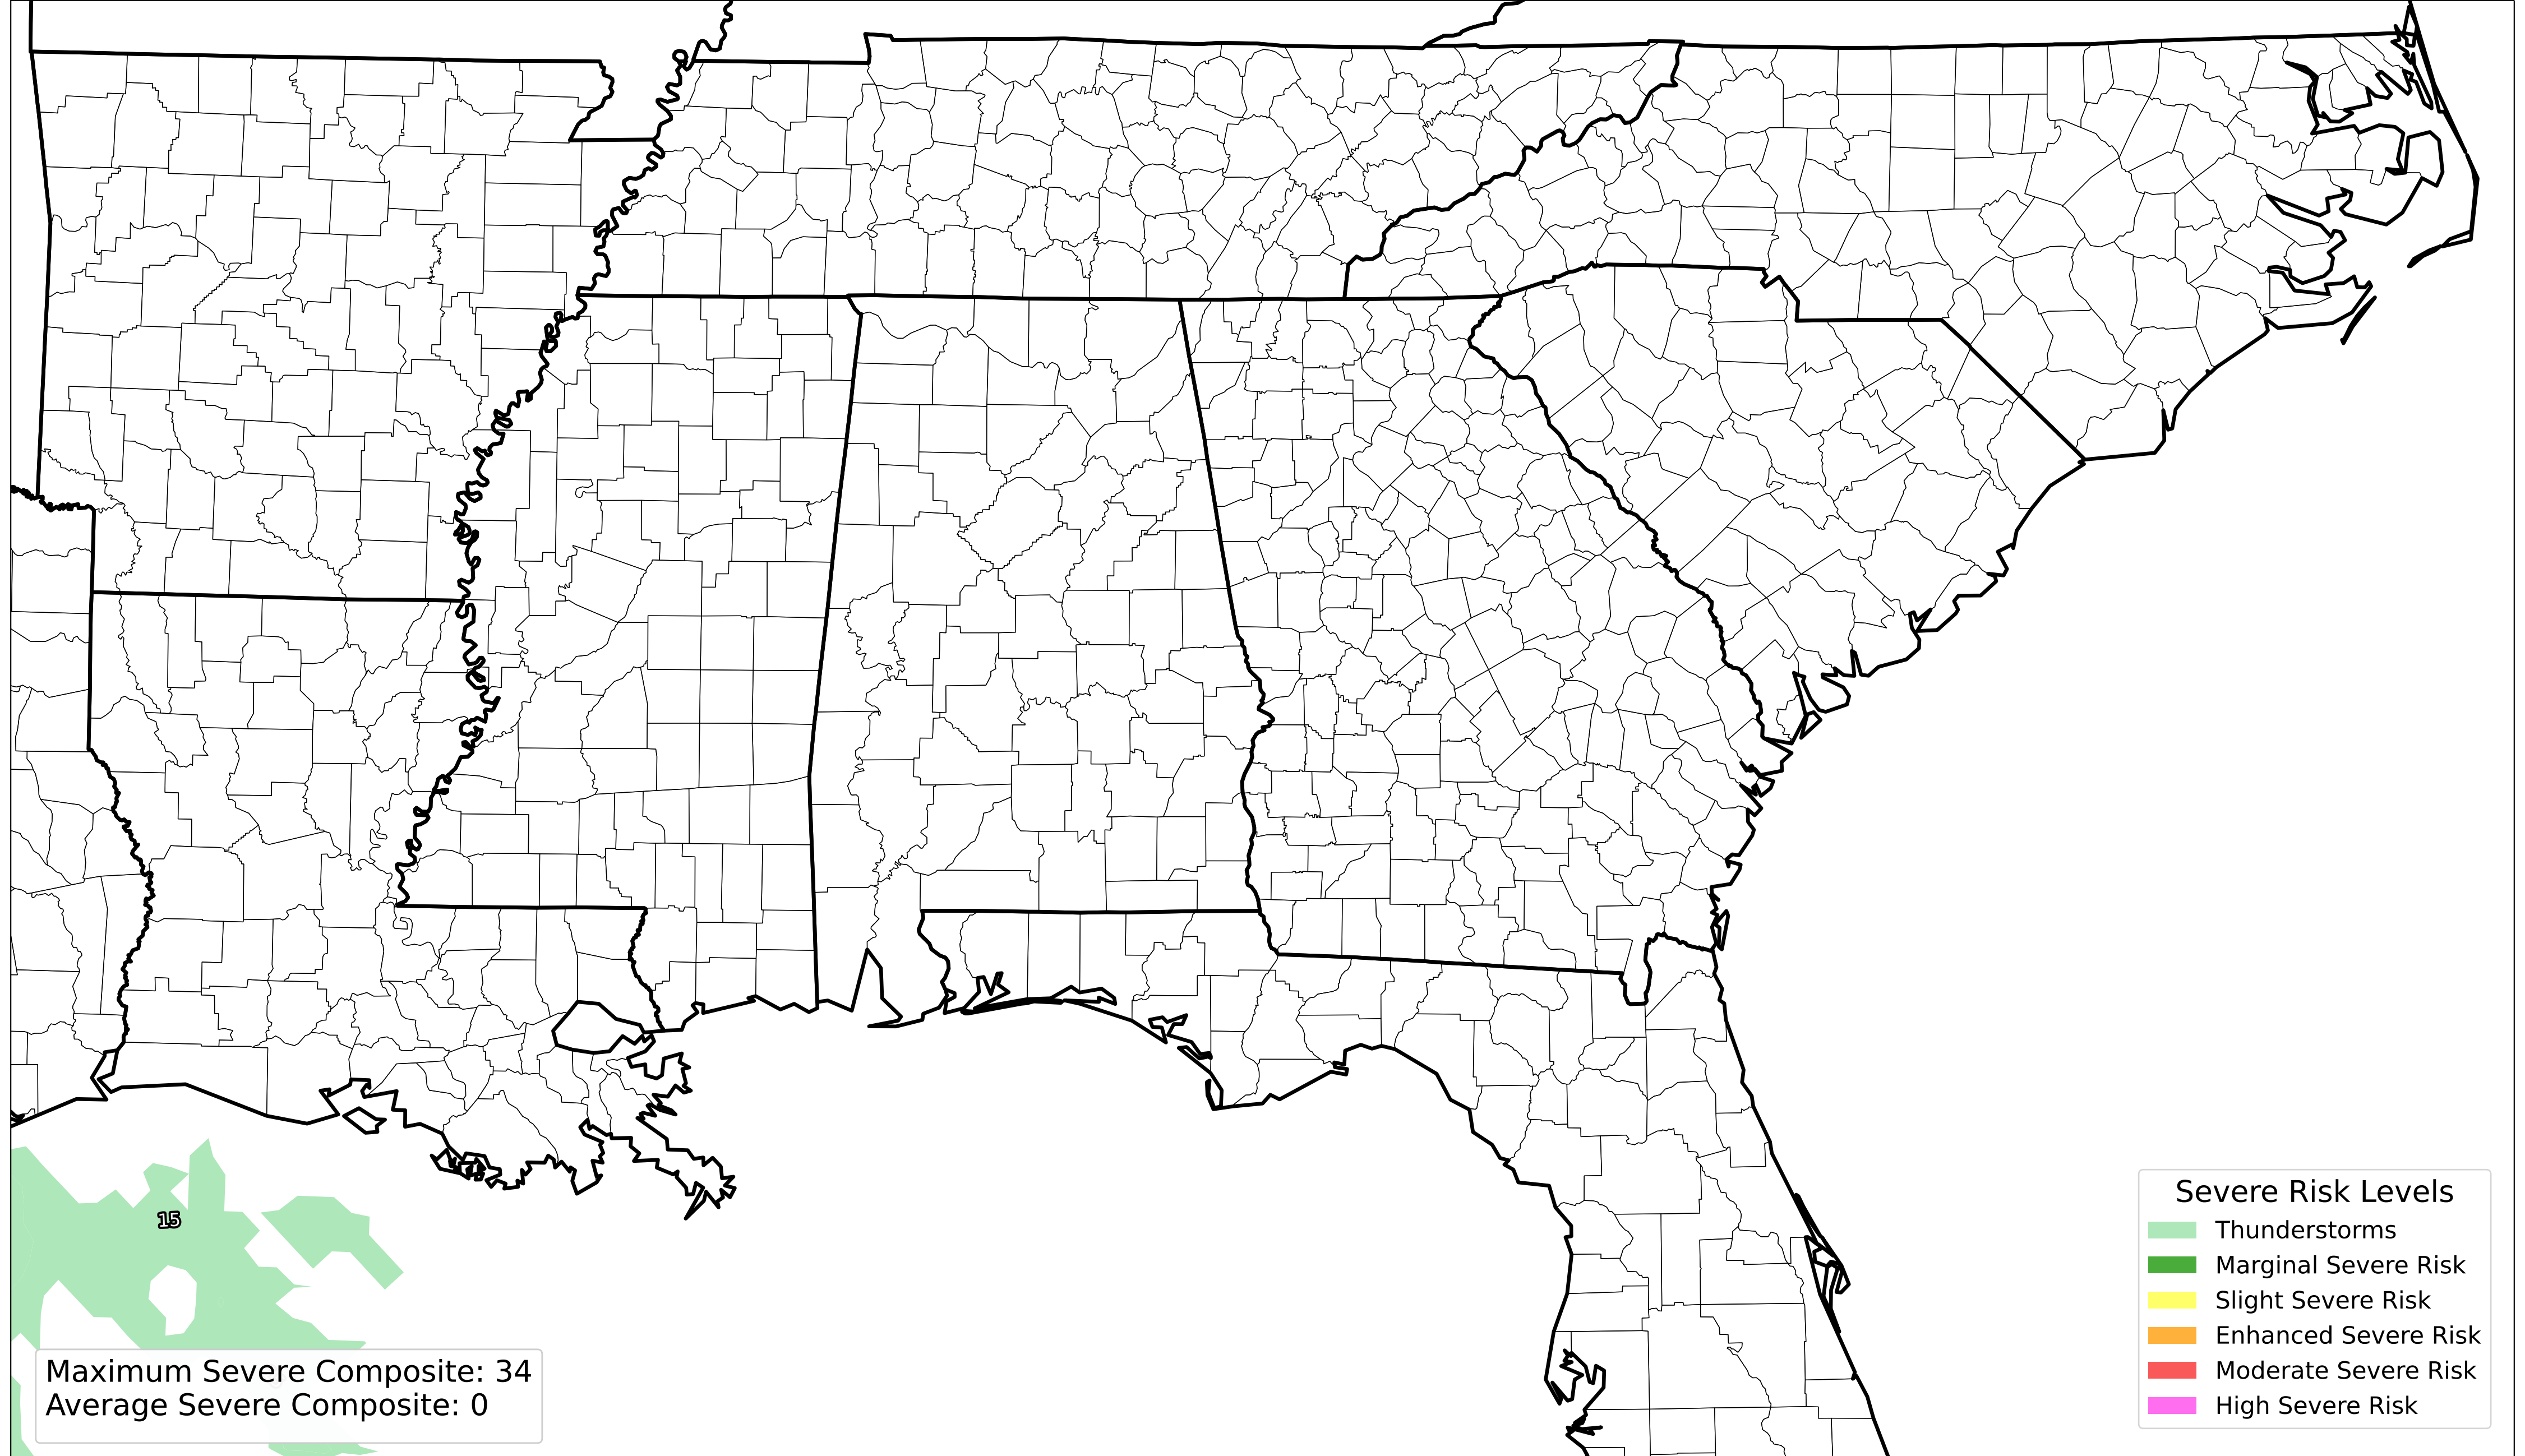 15
Maximum Severe Composite: 34
Average Severe Composite: 0
Severe Risk Levels
Thunderstorms
Marginal Severe Risk
Slight Severe Risk
Enhanced Severe Risk
Moderate Severe Risk
High Severe Risk